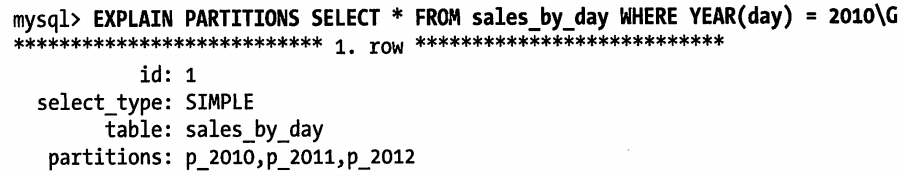 mysql> EXPLAIN PARTITIONS SELECT * FROM sales_by_day WHERE YEAR(day) = 2010\G
*************************** 1. row ***************************
id: 1
select_type: SIMPLE
table: sales_by_day
partitions: p_2010,p_2011,p_2012